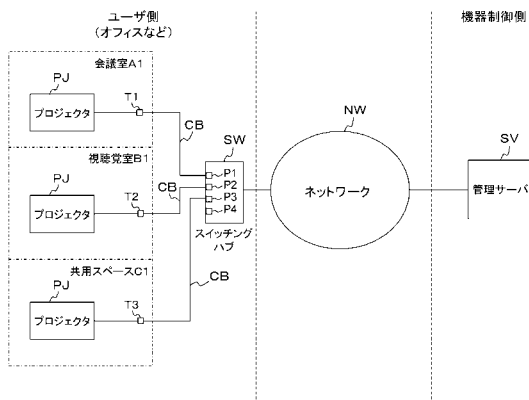 ユーザ側
(オフィスなど)
機器制御側
会議室A1
PJ
プロジェクタ
T1
CB
SW
NW
SV
視聴覚室B1
PJ
プロジェクタ
T2
CB
P1
P2
P3
P4
スイッチング
ハブ
ネットワーク
管理サーバ
共用スペースC1
PJ
プロジェクタ
T3
CB